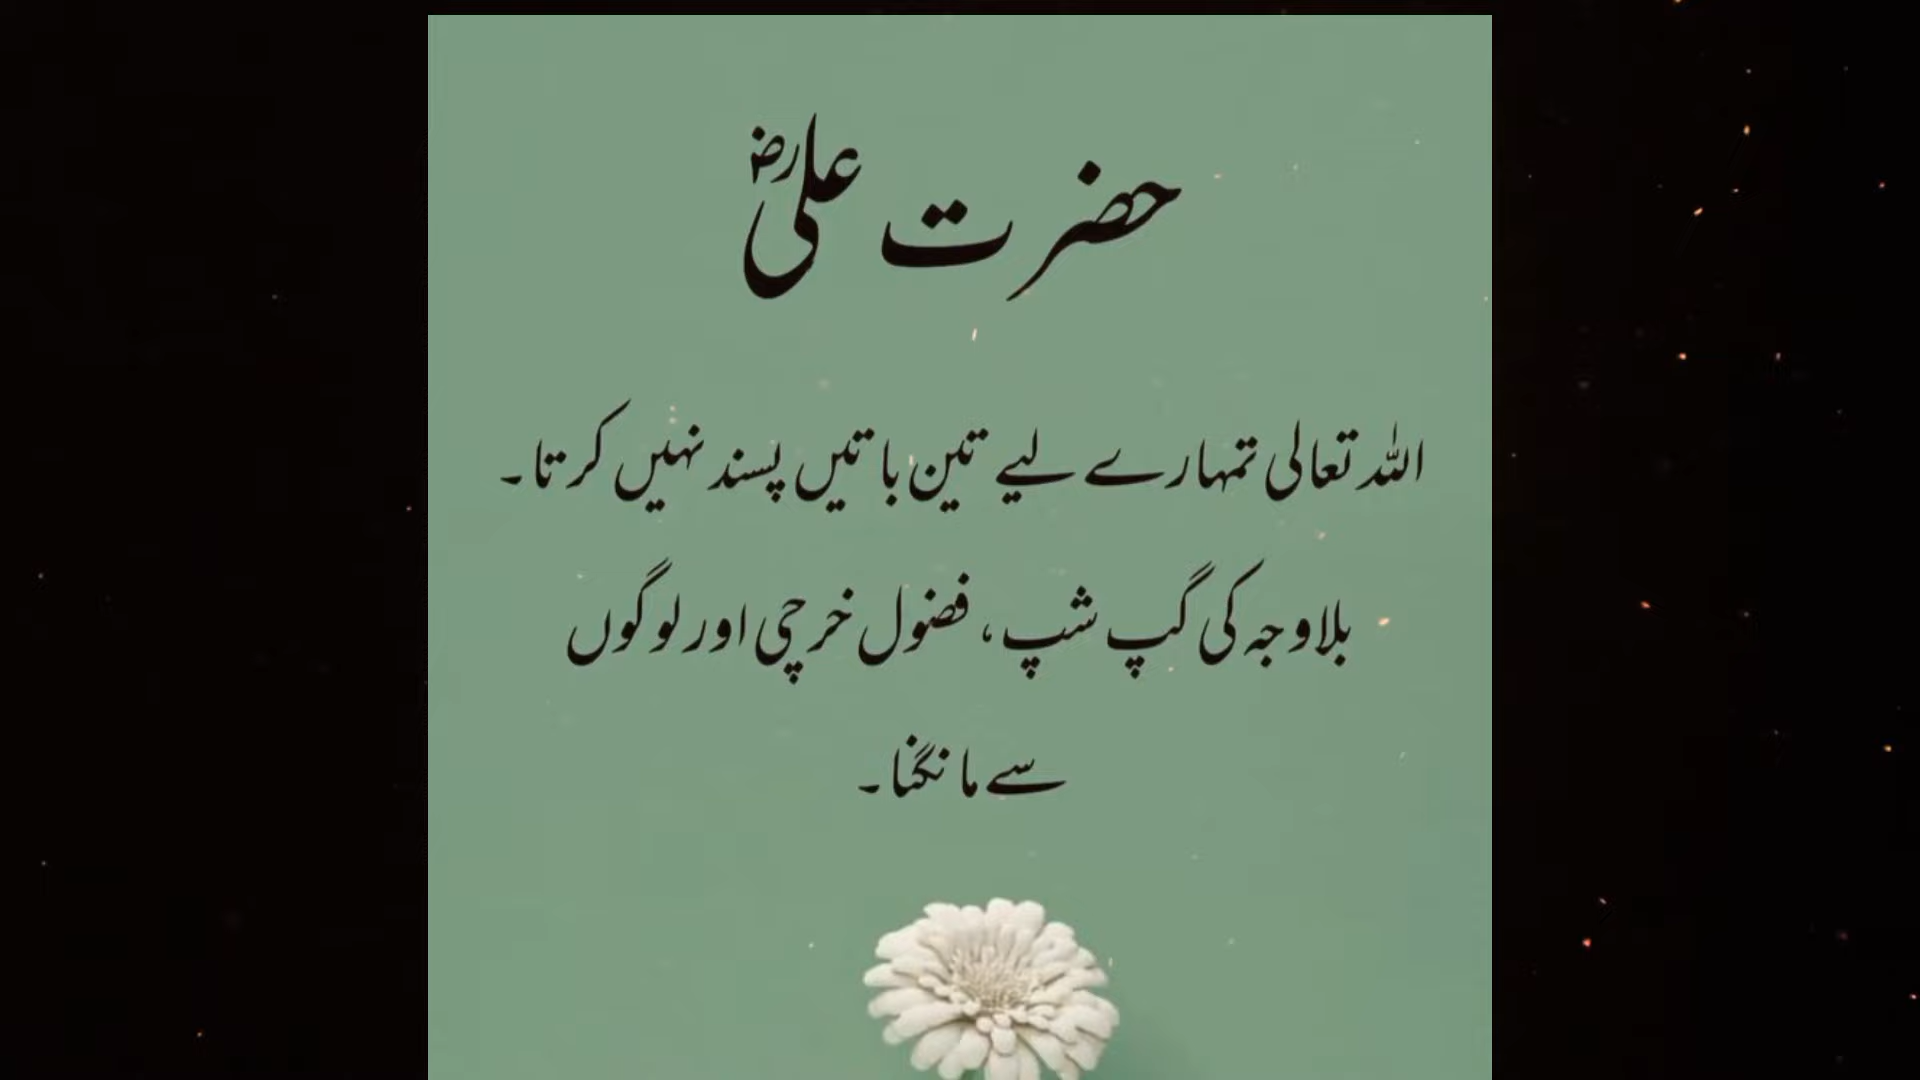 حضرت علیؓ
اللہ تعالی تمہارے لیے تین باتیں پسند نہیں کرتا۔
بلاوجہ کی گپ شپ، فضول خرچی اور لوگوں
سے مانگنا۔